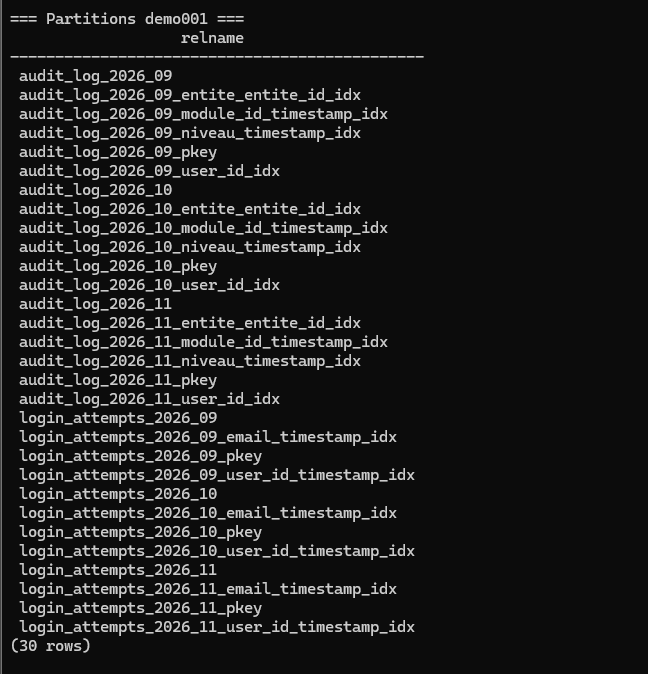 === Partitions demo001 ===
relname
----------------------------------------------
audit_log_2026_09
audit_log_2026_09_entite_entite_id_idx
audit_log_2026_09_module_id_timestamp_idx
audit_log_2026_09_niveau_timestamp_idx
audit_log_2026_09_pkey
audit_log_2026_09_user_id_idx
audit_log_2026_10
audit_log_2026_10_entite_entite_id_idx
audit_log_2026_10_module_id_timestamp_idx
audit_log_2026_10_niveau_timestamp_idx
audit_log_2026_10_pkey
audit_log_2026_10_user_id_idx
audit_log_2026_11
audit_log_2026_11_entite_entite_id_idx
audit_log_2026_11_module_id_timestamp_idx
audit_log_2026_11_niveau_timestamp_idx
audit_log_2026_11_pkey
audit_log_2026_11_user_id_idx
login_attempts_2026_09
login_attempts_2026_09_email_timestamp_idx
login_attempts_2026_09_pkey
login_attempts_2026_09_user_id_timestamp_idx
login_attempts_2026_10
login_attempts_2026_10_email_timestamp_idx
login_attempts_2026_10_pkey
login_attempts_2026_10_user_id_timestamp_idx
login_attempts_2026_11
login_attempts_2026_11_email_timestamp_idx
login_attempts_2026_11_pkey
login_attempts_2026_11_user_id_timestamp_idx
(30 rows)